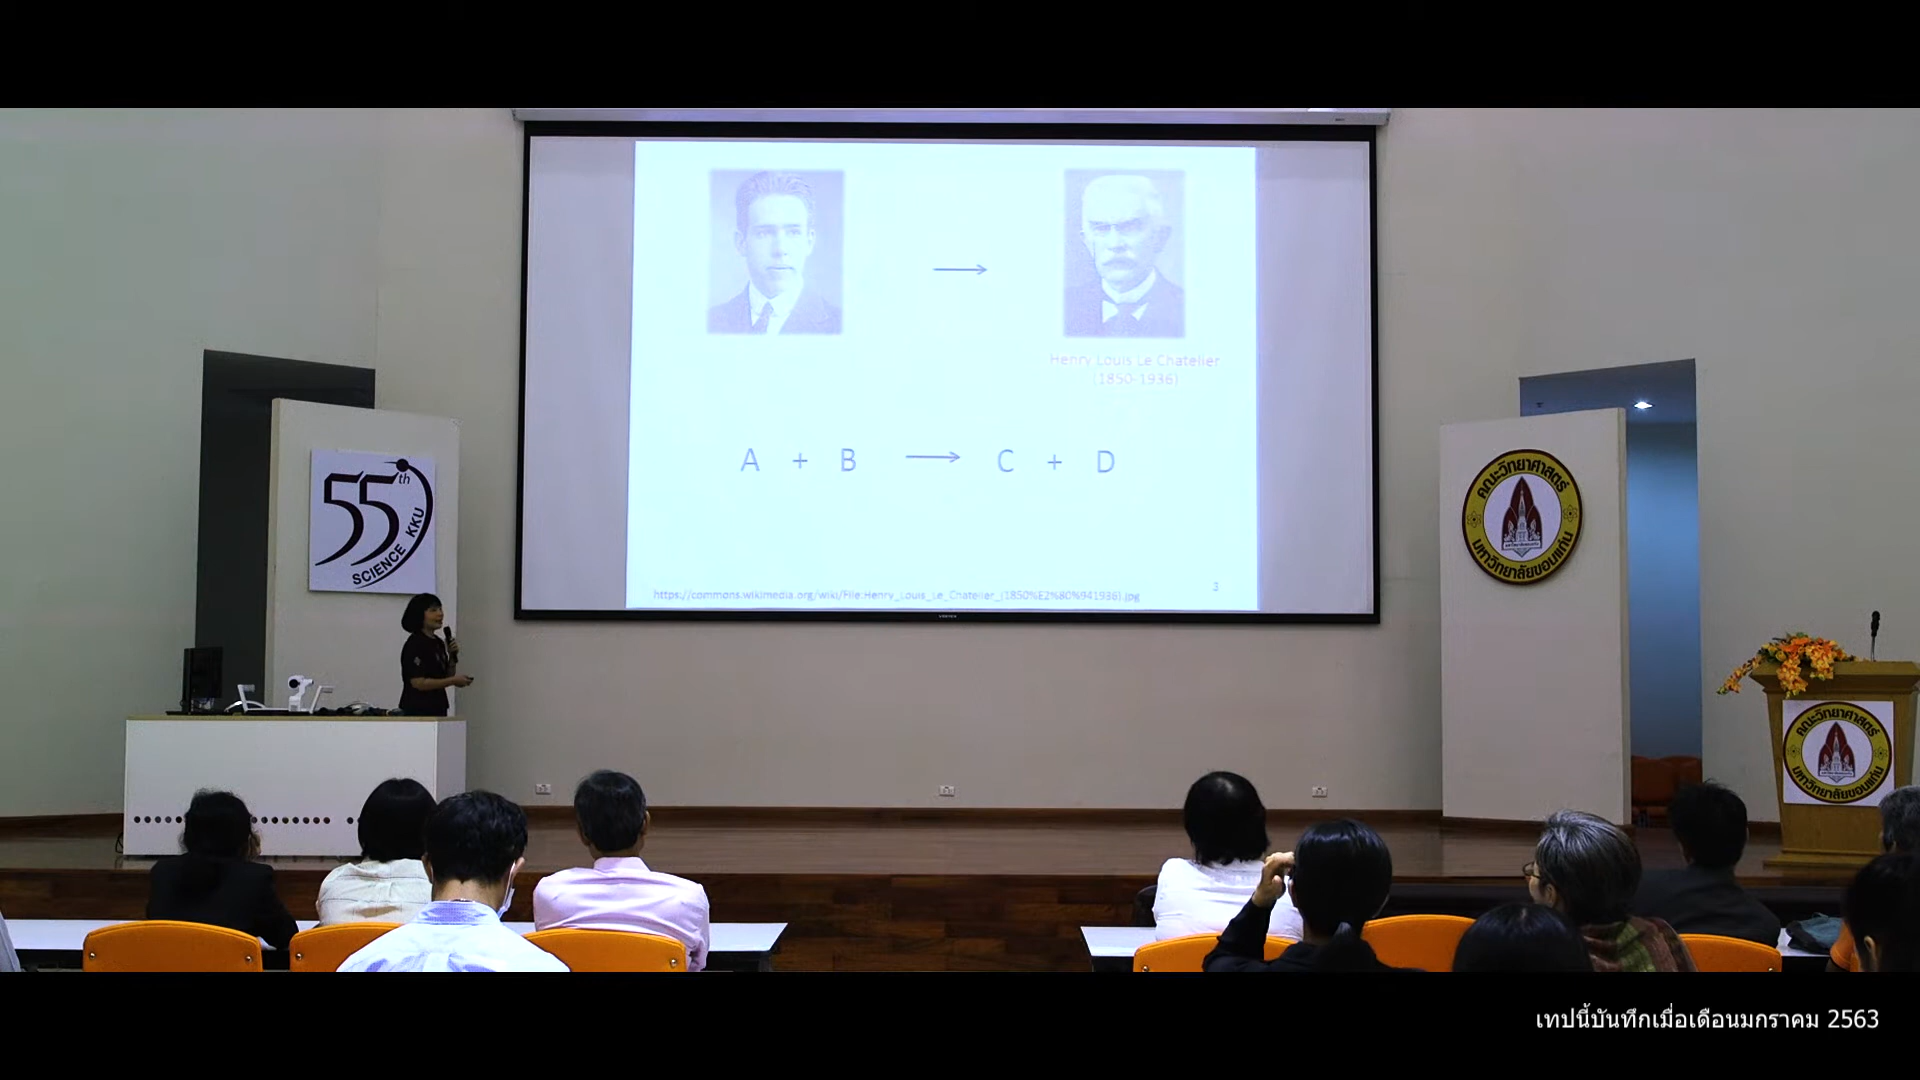 Henry Louis Le Chatelier
(1850-1936)
A + B → C + D
https://commons.wikimedia.org/wiki/File:Henry_Louis_Le_Chatelier_(1850%E2%80%941936).jpg
3
55th
SCIENCE KKU
คณะวิทยาศาสตร์
มหาวิทยาลัยขอนแก่น
คณะวิทยาศาสตร์
มหาวิทยาลัยขอนแก่น
เทปนี้บันทึกเมื่อเดือนมกราคม 2563